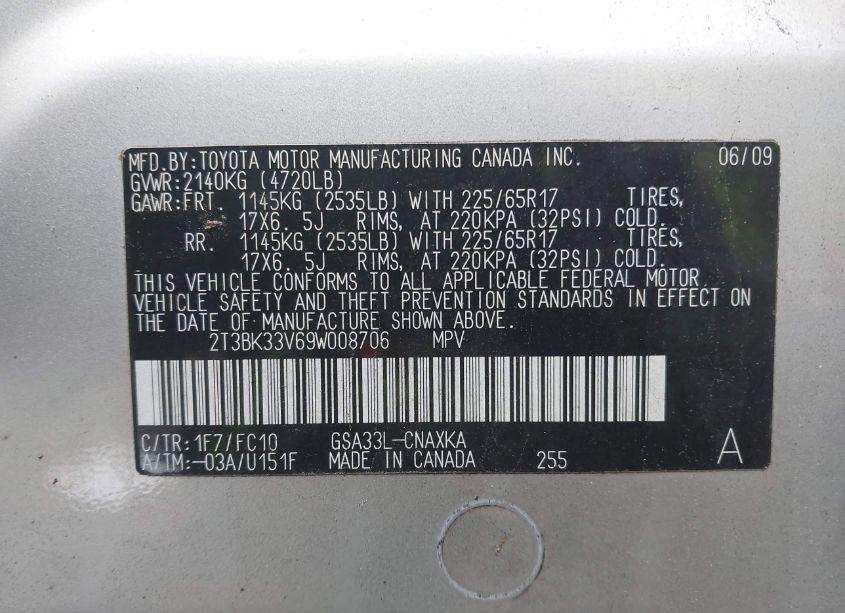 MFD.BY:TOYOTA MOTOR MANUFACTURING CANADA INC. 06/09
GVWR:2140KG (4720LB)
GAWR:FRT. 1145KG (2535LB) WITH 225/65R17 TIRES,
17X6.5J RIMS, AT 220KPA (32PSI) COLD.
RR. 1145KG (2535LB) WITH 225/65R17 TIRES,
17X6.5J RIMS, AT 220KPA (32PSI) COLD.
THIS VEHICLE CONFORMS TO ALL APPLICABLE FEDERAL MOTOR
VEHICLE SAFETY AND THEFT PREVENTION STANDARDS IN EFFECT ON
THE DATE OF MANUFACTURE SHOWN ABOVE.
2T3BK33V69W008706 MPV
C/TR:1F7/FC10 GSA33L-CNAXKA A
A/TM:-03A/U151F MADE IN CANADA 255